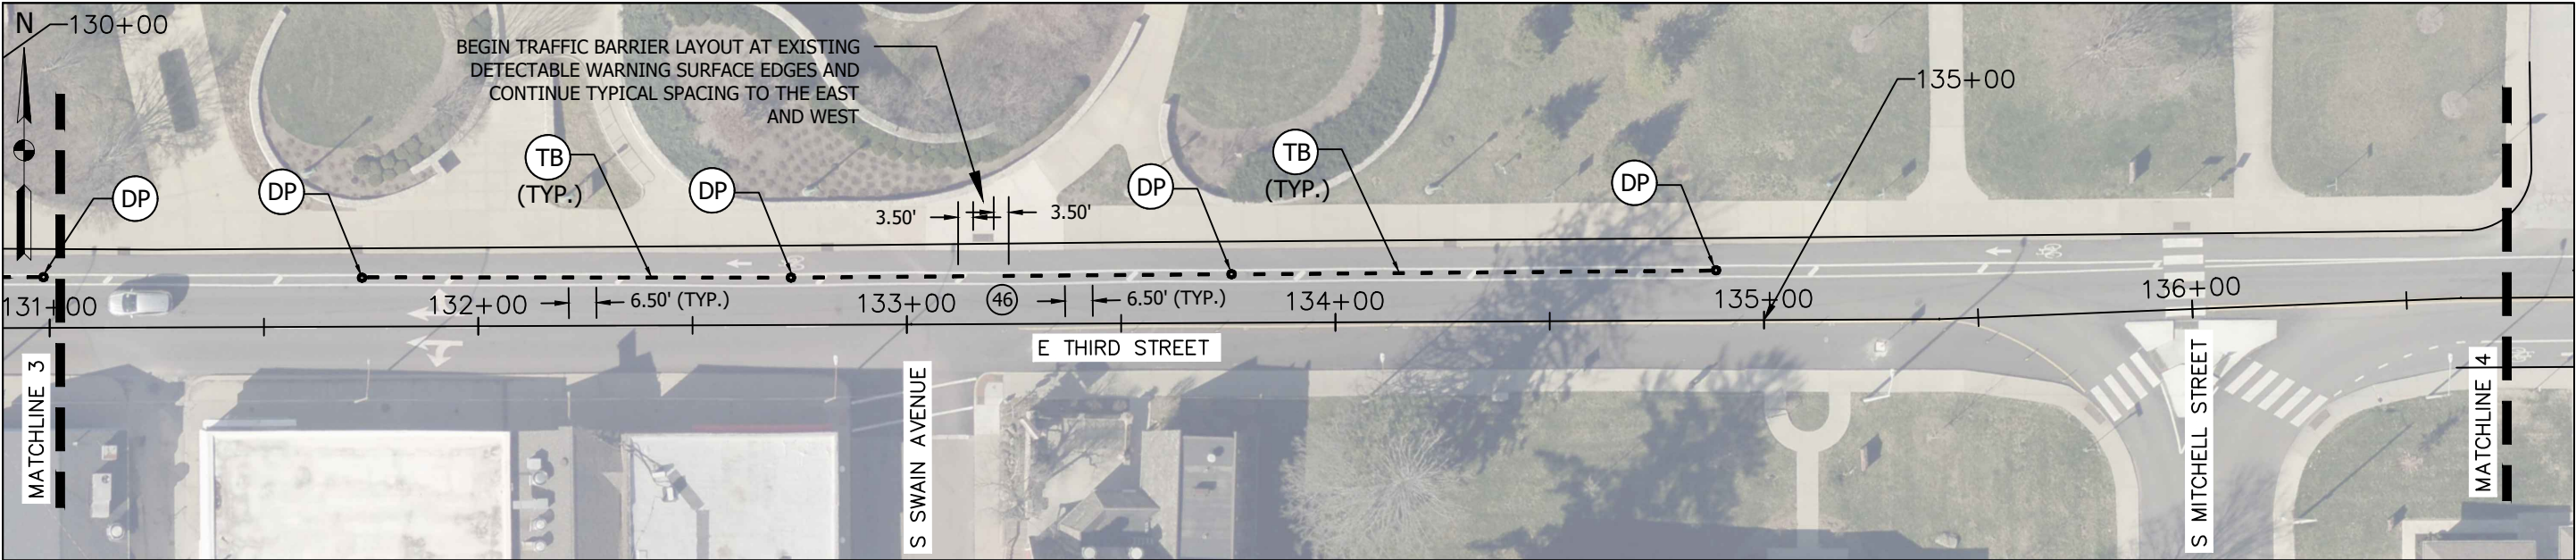 N
130+00
BEGIN TRAFFIC BARRIER LAYOUT AT EXISTING
DETECTABLE WARNING SURFACE EDGES AND
CONTINUE TYPICAL SPACING TO THE EAST
AND WEST
135+00
DP
DP
TB
(TYP.)
DP
DP
TB
(TYP.)
DP
3.50'
3.50'
131+00
132+00
6.50' (TYP.)
133+00
46
6.50' (TYP.)
134+00
135+00
136+00
E THIRD STREET
MATCHLINE 3
S SWAIN AVENUE
S MITCHELL STREET
MATCHLINE 4